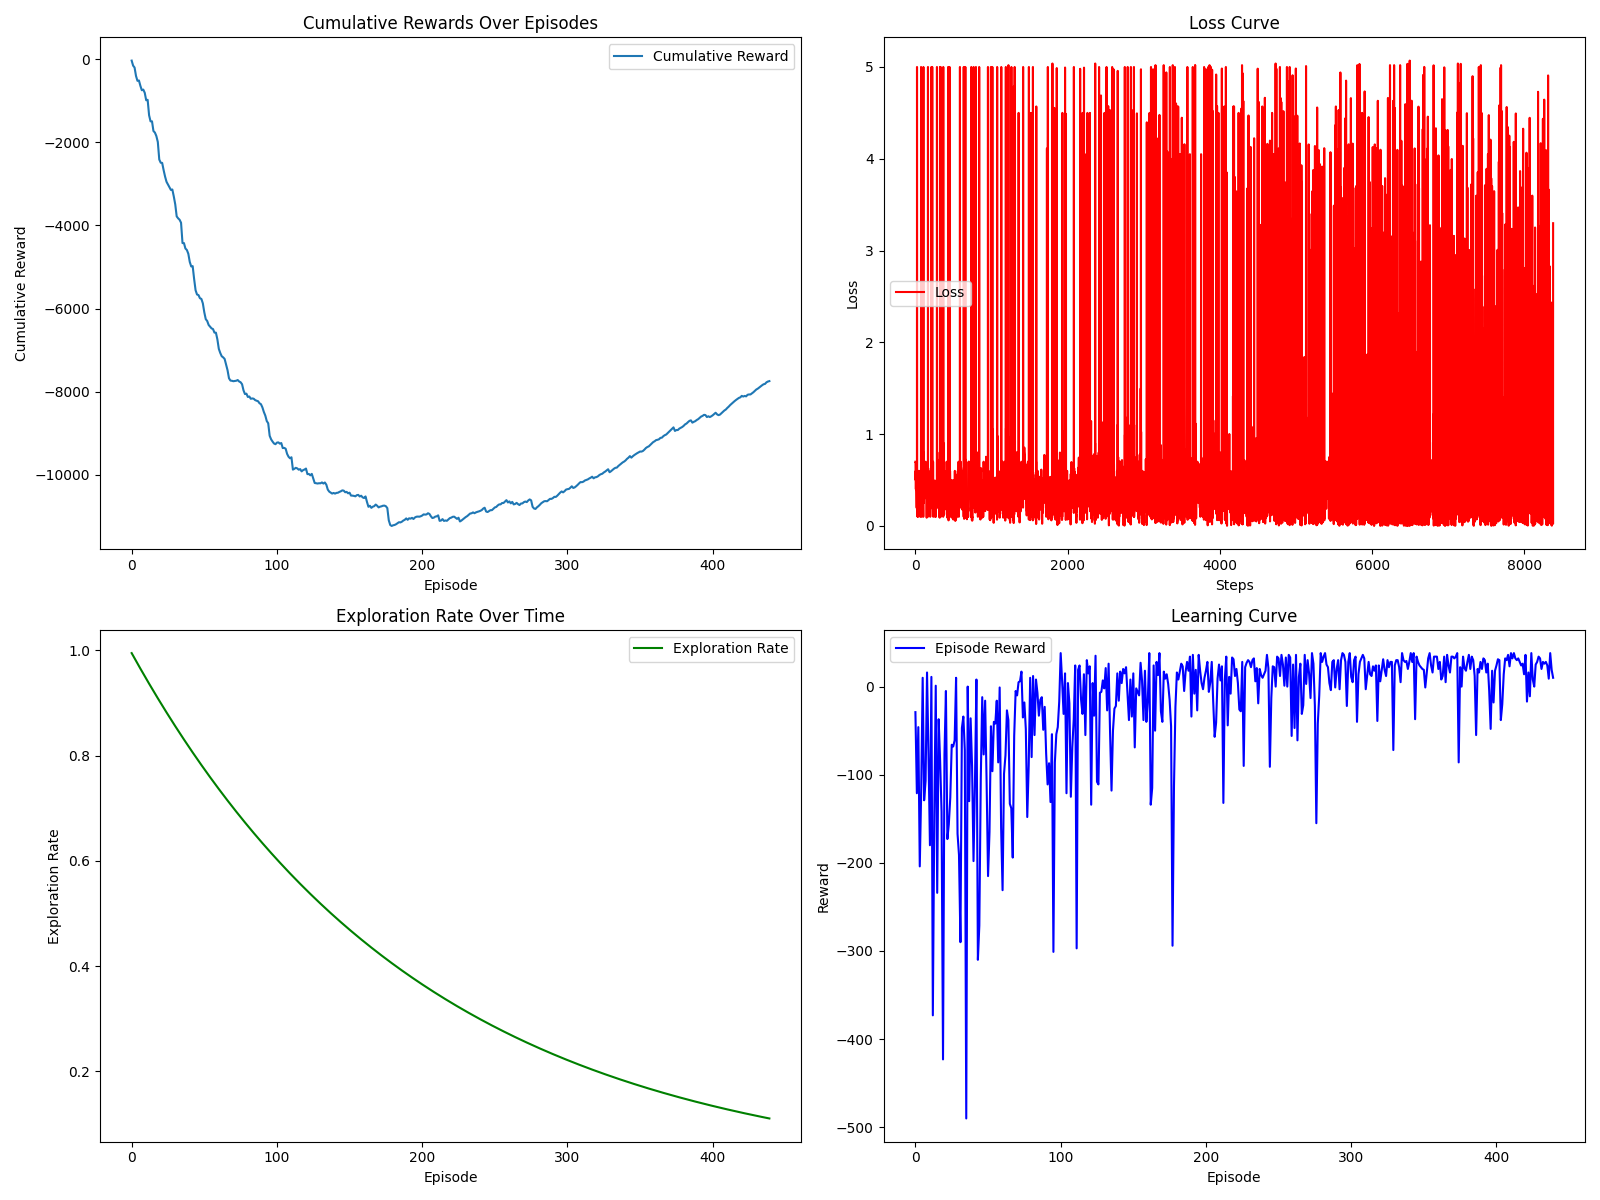 Cumulative Rewards Over Episodes
Cumulative Reward
0
−2000
−4000
−6000
−8000
−10000
Cumulative Reward
0 100 200 300 400
Episode
Loss Curve
Loss
5
4
3
2
1
0
Loss
0 2000 4000 6000 8000
Steps
Exploration Rate Over Time
Exploration Rate
1.0
0.8
0.6
0.4
0.2
Exploration Rate
0 100 200 300 400
Episode
Learning Curve
Episode Reward
0
−100
−200
−300
−400
−500
Reward
0 100 200 300 400
Episode